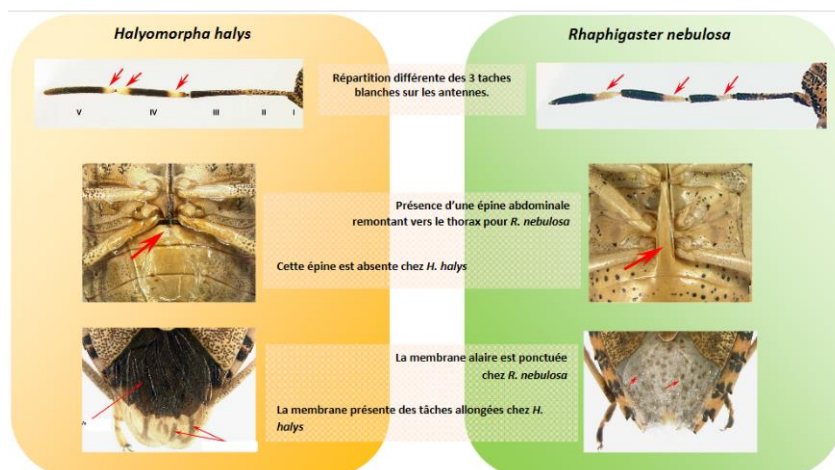 Halyomorpha halys
Rhaphigaster nebulosa
V IV III II I
Répartition différente des 3 taches
blanches sur les antennes.
Présence d’une épine abdominale
remontant vers le thorax pour R. nebulosa
Cette épine est absente chez H. halys
La membrane alaire est ponctuée
chez R. nebulosa
La membrane présente des tâches allongées chez H.
halys